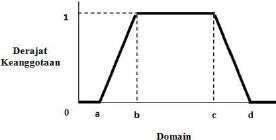 1
Derajat
Keanggotaan
0
a b c d
Domain